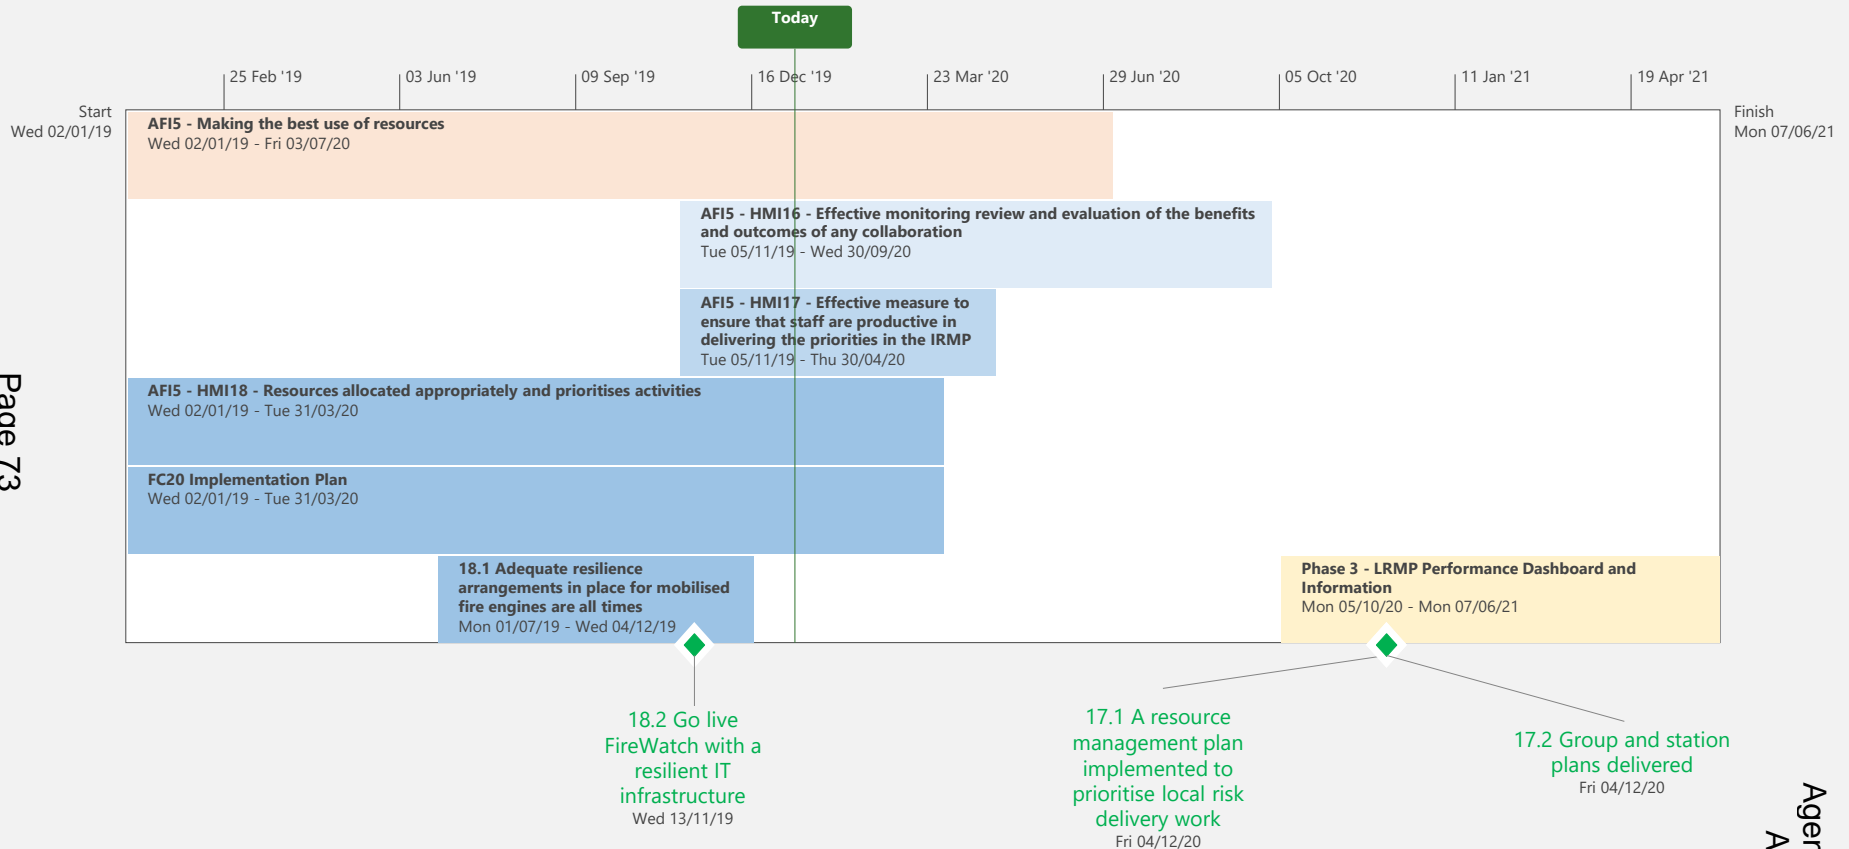 Today
25 Feb '19
03 Jun '19
09 Sep '19
16 Dec '19
23 Mar '20
29 Jun '20
05 Oct '20
11 Jan '21
19 Apr '21
Start
Wed 02/01/19
Finish
Mon 07/06/21
AFI5 - Making the best use of resources
Wed 02/01/19 - Fri 03/07/20
AFI5 - HMI16 - Effective monitoring review and evaluation of the benefits
and outcomes of any collaboration
Tue 05/11/19 - Wed 30/09/20
AFI5 - HMI17 - Effective measure to
ensure that staff are productive in
delivering the priorities in the IRMP
Tue 05/11/19 - Thu 30/04/20
AFI5 - HMI18 - Resources allocated appropriately and prioritises activities
Wed 02/01/19 - Tue 31/03/20
FC20 Implementation Plan
Wed 02/01/19 - Tue 31/03/20
18.1 Adequate resilience
arrangements in place for mobilised
fire engines are all times
Mon 01/07/19 - Wed 04/12/19
Phase 3 - LRMP Performance Dashboard and
Information
Mon 05/10/20 - Mon 07/06/21
18.2 Go live
FireWatch with a
resilient IT
infrastructure
Wed 13/11/19
17.1 A resource
management plan
implemented to
prioritise local risk
delivery work
Fri 04/12/20
17.2 Group and station
plans delivered
Fri 04/12/20
Page 73